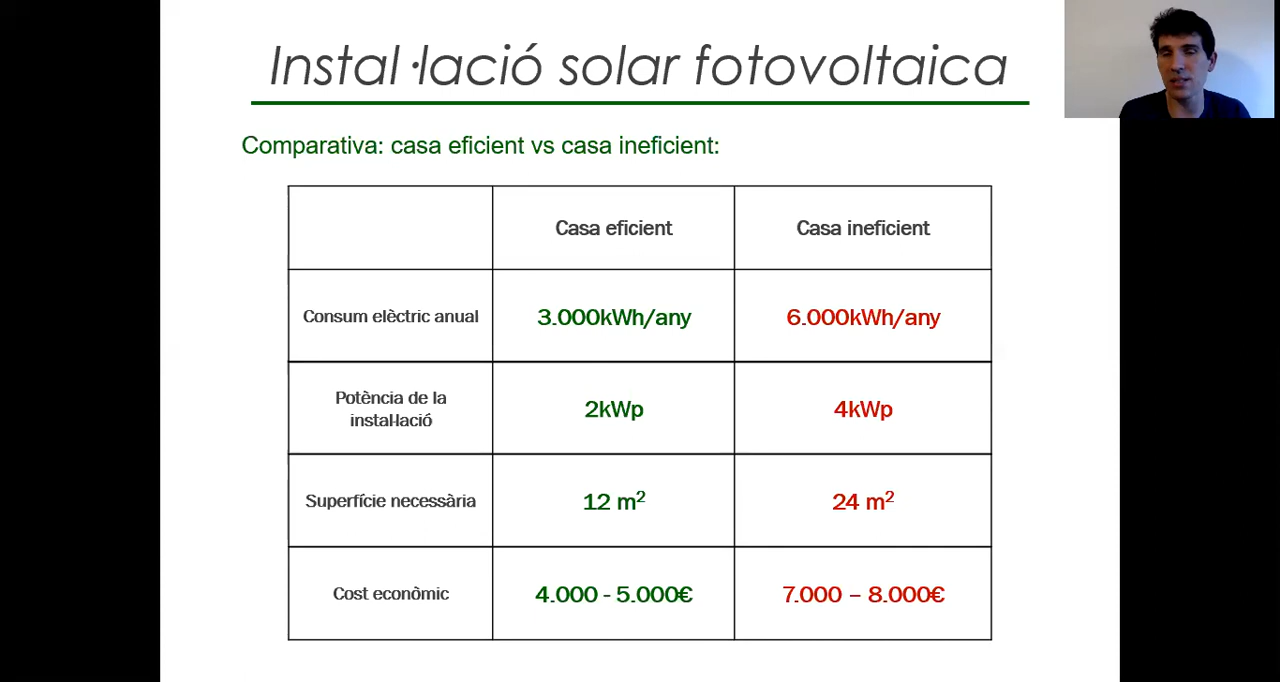 Instal·lació solar fotovoltaica
Comparativa: casa eficient vs casa ineficient:
Casa eficient
Casa ineficient
Consum elèctric anual
3.000kWh/any
6.000kWh/any
Potència de la
instal·lació
2kWp
4kWp
Superfície necessària
12 m²
24 m²
Cost econòmic
4.000 - 5.000€
7.000 – 8.000€